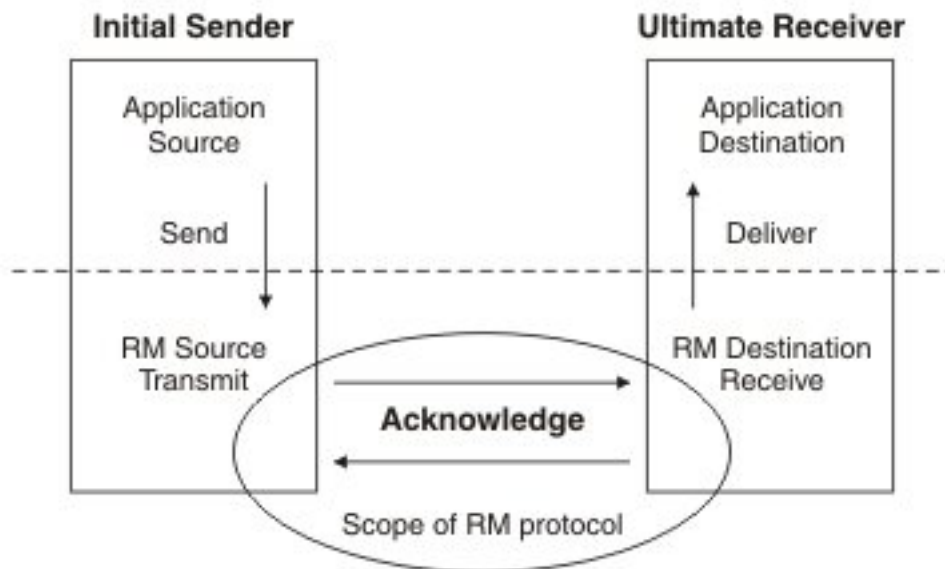 Initial Sender
Ultimate Receiver
Application
Source
Application
Destination
Send
Deliver
RM Source
Transmit
RM Destination
Receive
Acknowledge
Scope of RM protocol